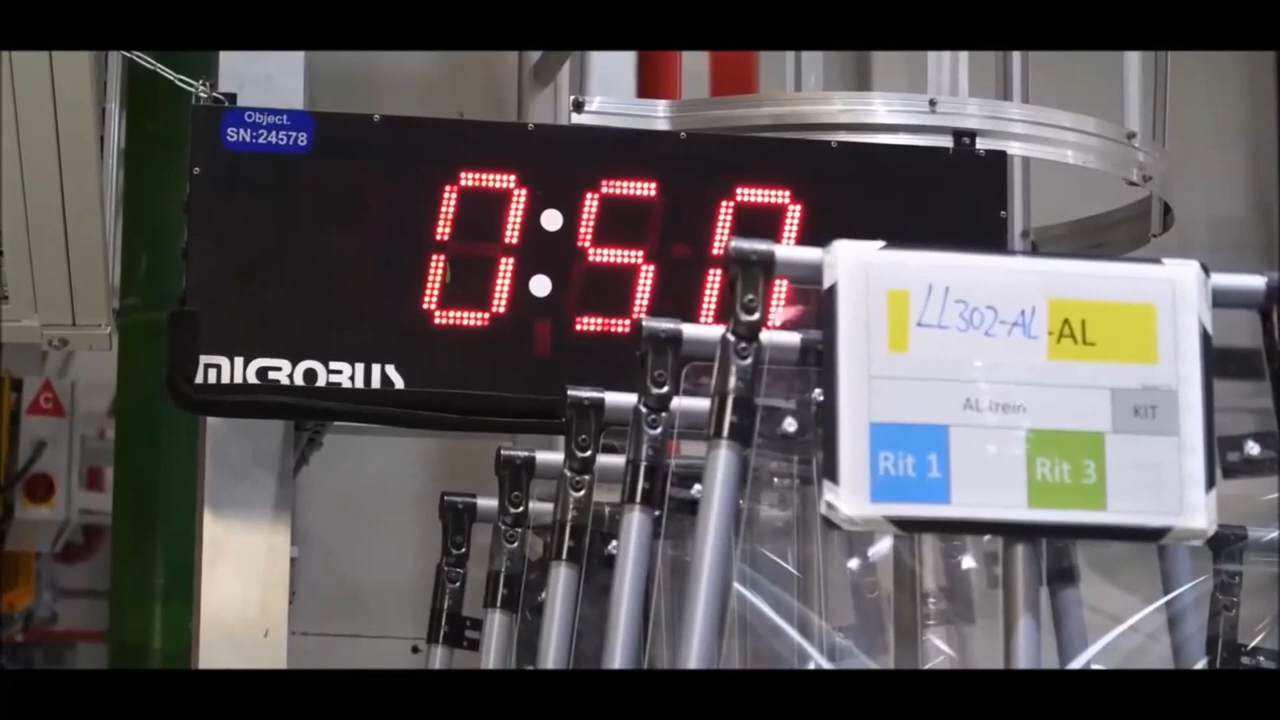 Object.
SN:24578
0:50
MICROBUS
C
LL302-AL-AL
AL trein
KIT
Rit 1
Rit 3